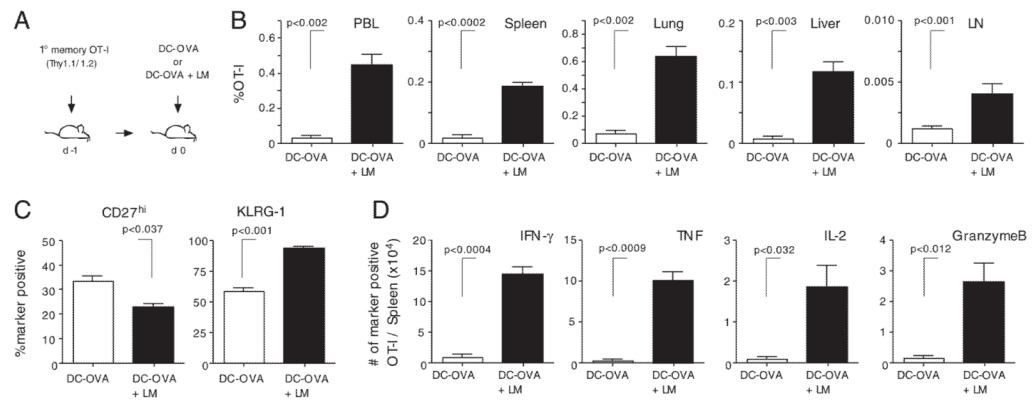 A
1° memory OT-I
(Thy1.1/1.2)
DC-OVA
or
DC-OVA + LM
d -1
d 0
B
%OT-I
PBL
p<0.002
0.6
0.4
0.2
0
DC-OVA
DC-OVA
+ LM
Spleen
p<0.0002
0.4
0.2
0
DC-OVA
DC-OVA
+ LM
Lung
p<0.002
0.8
0.6
0.4
0.2
0
DC-OVA
DC-OVA
+ LM
Liver
p<0.003
0.2
0.1
0
DC-OVA
DC-OVA
+ LM
LN
p<0.001
0.010
0.005
0
DC-OVA
DC-OVA
+ LM
C
%marker positive
CD27hi
p<0.037
50
40
30
20
10
0
DC-OVA
DC-OVA
+ LM
KLRG-1
p<0.001
100
75
50
25
0
DC-OVA
DC-OVA
+ LM
D
# of marker positive
OT-I / Spleen (x10⁴)
IFN-γ
p<0.0004
15
10
5
0
DC-OVA
DC-OVA
+ LM
TNF
p<0.0009
15
10
5
0
DC-OVA
DC-OVA
+ LM
IL-2
p<0.032
3
2
1
0
DC-OVA
DC-OVA
+ LM
GranzymeB
p<0.012
4
3
2
1
0
DC-OVA
DC-OVA
+ LM